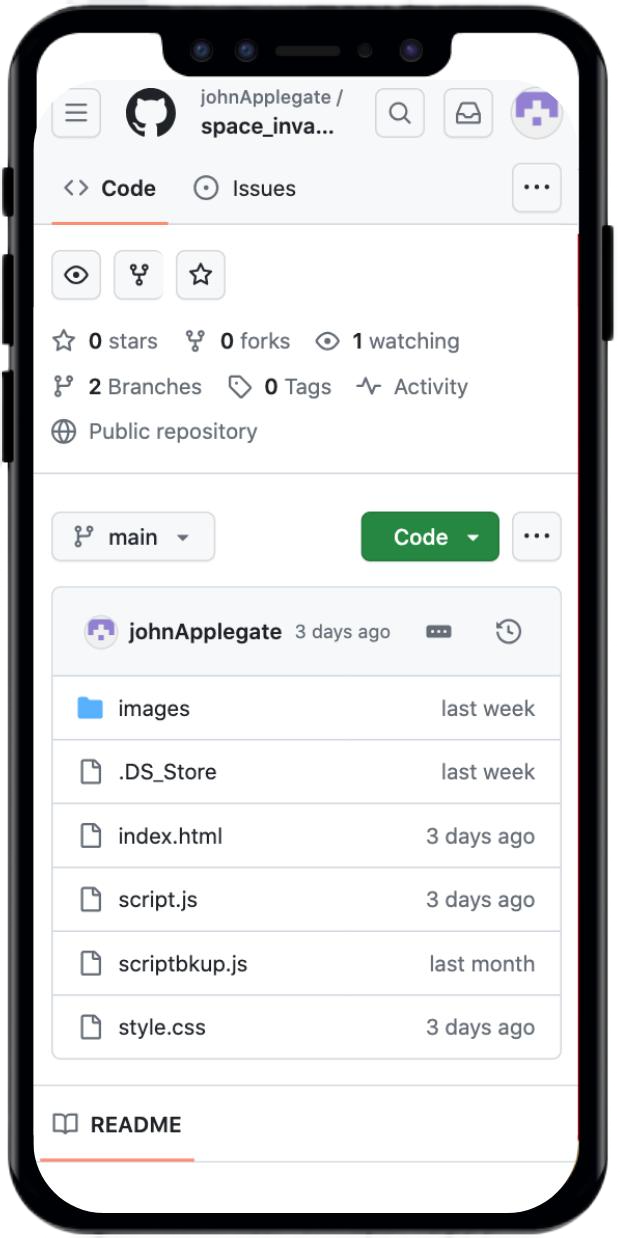 johnApplegate /
space_inva...
Code Issues
0 stars 0 forks 1 watching
2 Branches 0 Tags Activity
Public repository
main Code
johnApplegate 3 days ago
images last week
.DS_Store last week
index.html 3 days ago
script.js 3 days ago
scriptbkup.js last month
style.css 3 days ago
README